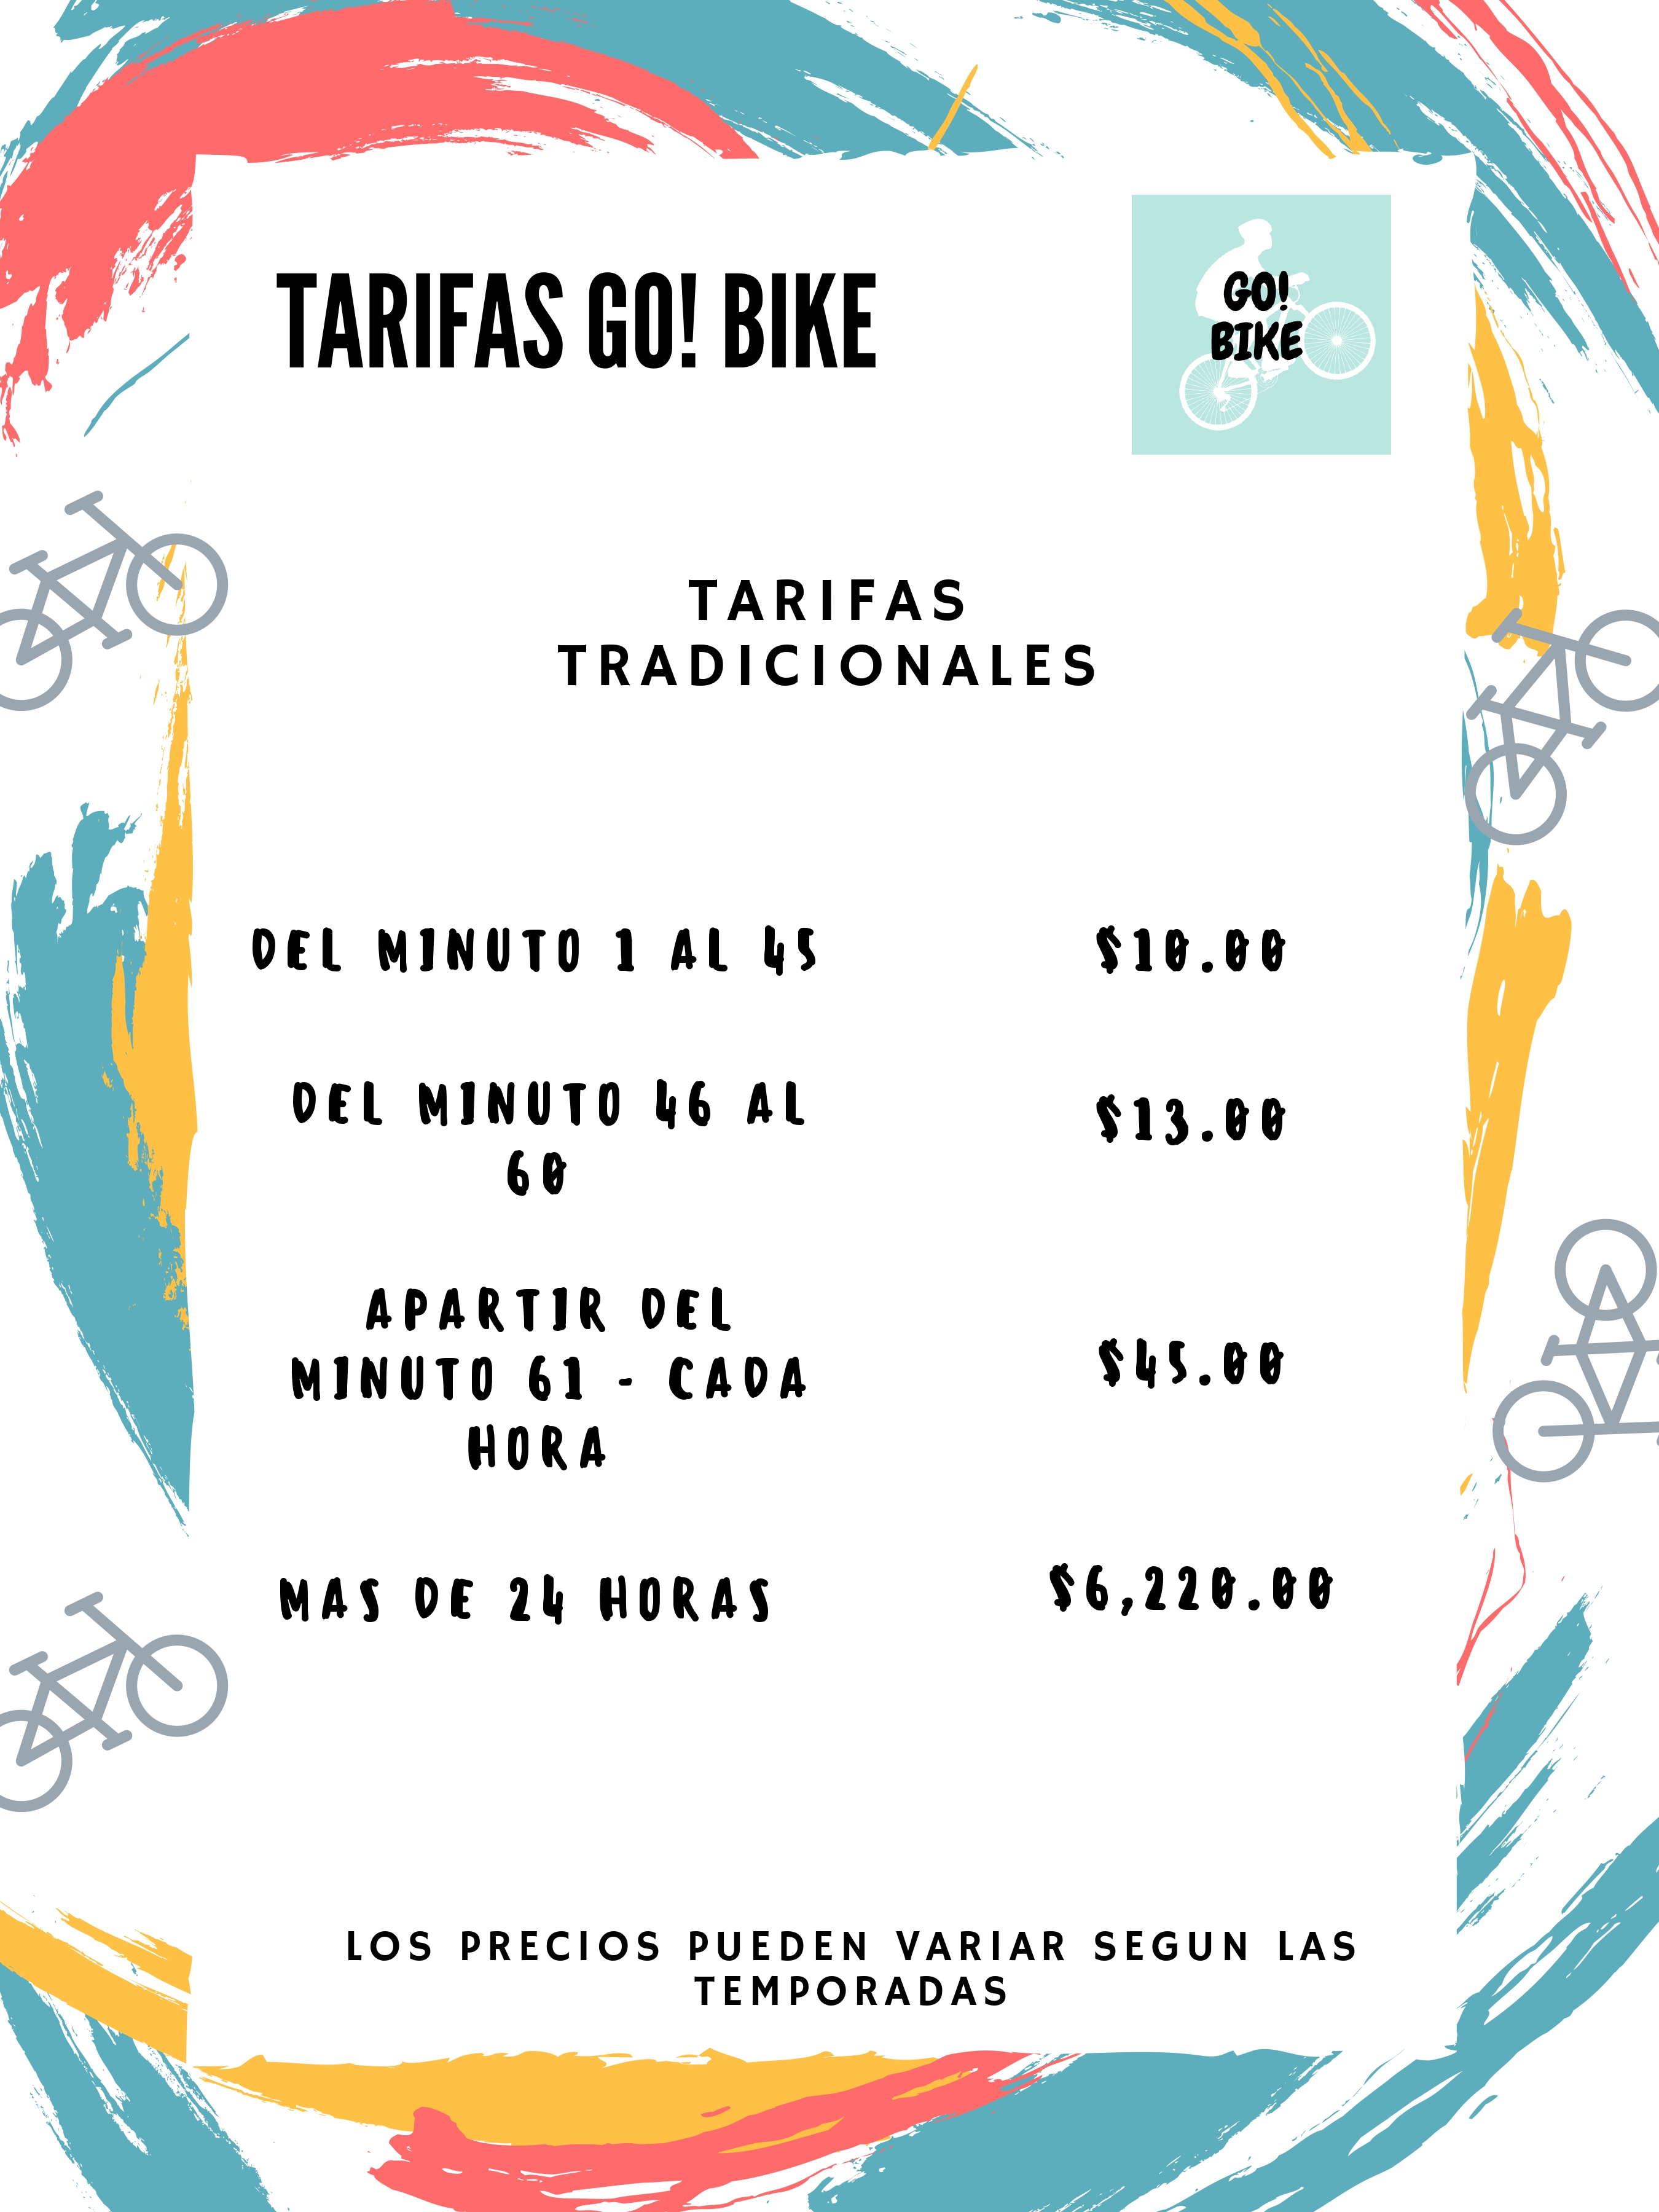 TARIFAS GO! BIKE
GO!
BIKE
TARIFAS
TRADICIONALES
DEL MINUTO 1 AL 45 $10.00
DEL MINUTO 46 AL
60
$13.00
APARTIR DEL
MINUTO 61 - CADA
HORA
$45.00
MAS DE 24 HORAS $6,220.00
LOS PRECIOS PUEDEN VARIAR SEGUN LAS
TEMPORADAS